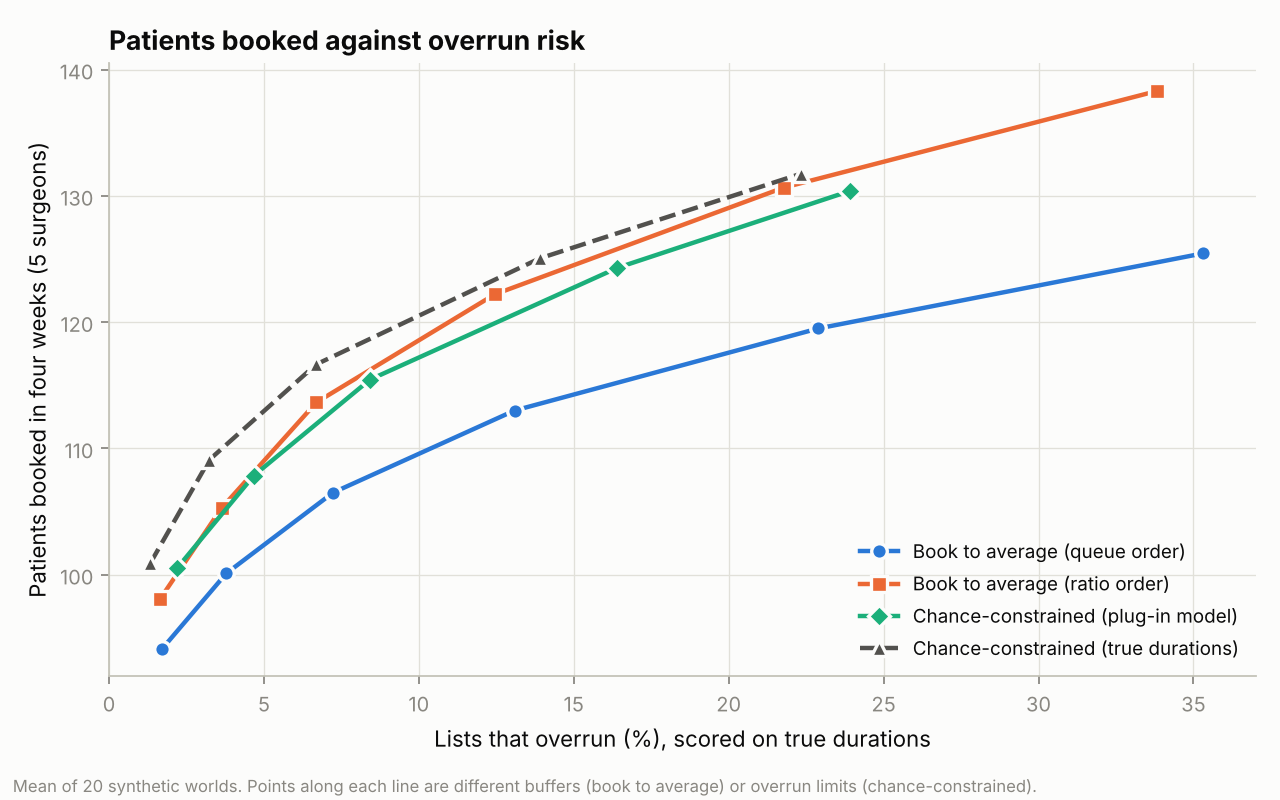 Patients booked against overrun risk
140
130
120
110
100
Patients booked in four weeks (5 surgeons)
Book to average (queue order)
Book to average (ratio order)
Chance-constrained (plug-in model)
Chance-constrained (true durations)
0 5 10 15 20 25 30 35
Lists that overrun (%), scored on true durations
Mean of 20 synthetic worlds. Points along each line are different buffers (book to average) or overrun limits (chance-constrained).